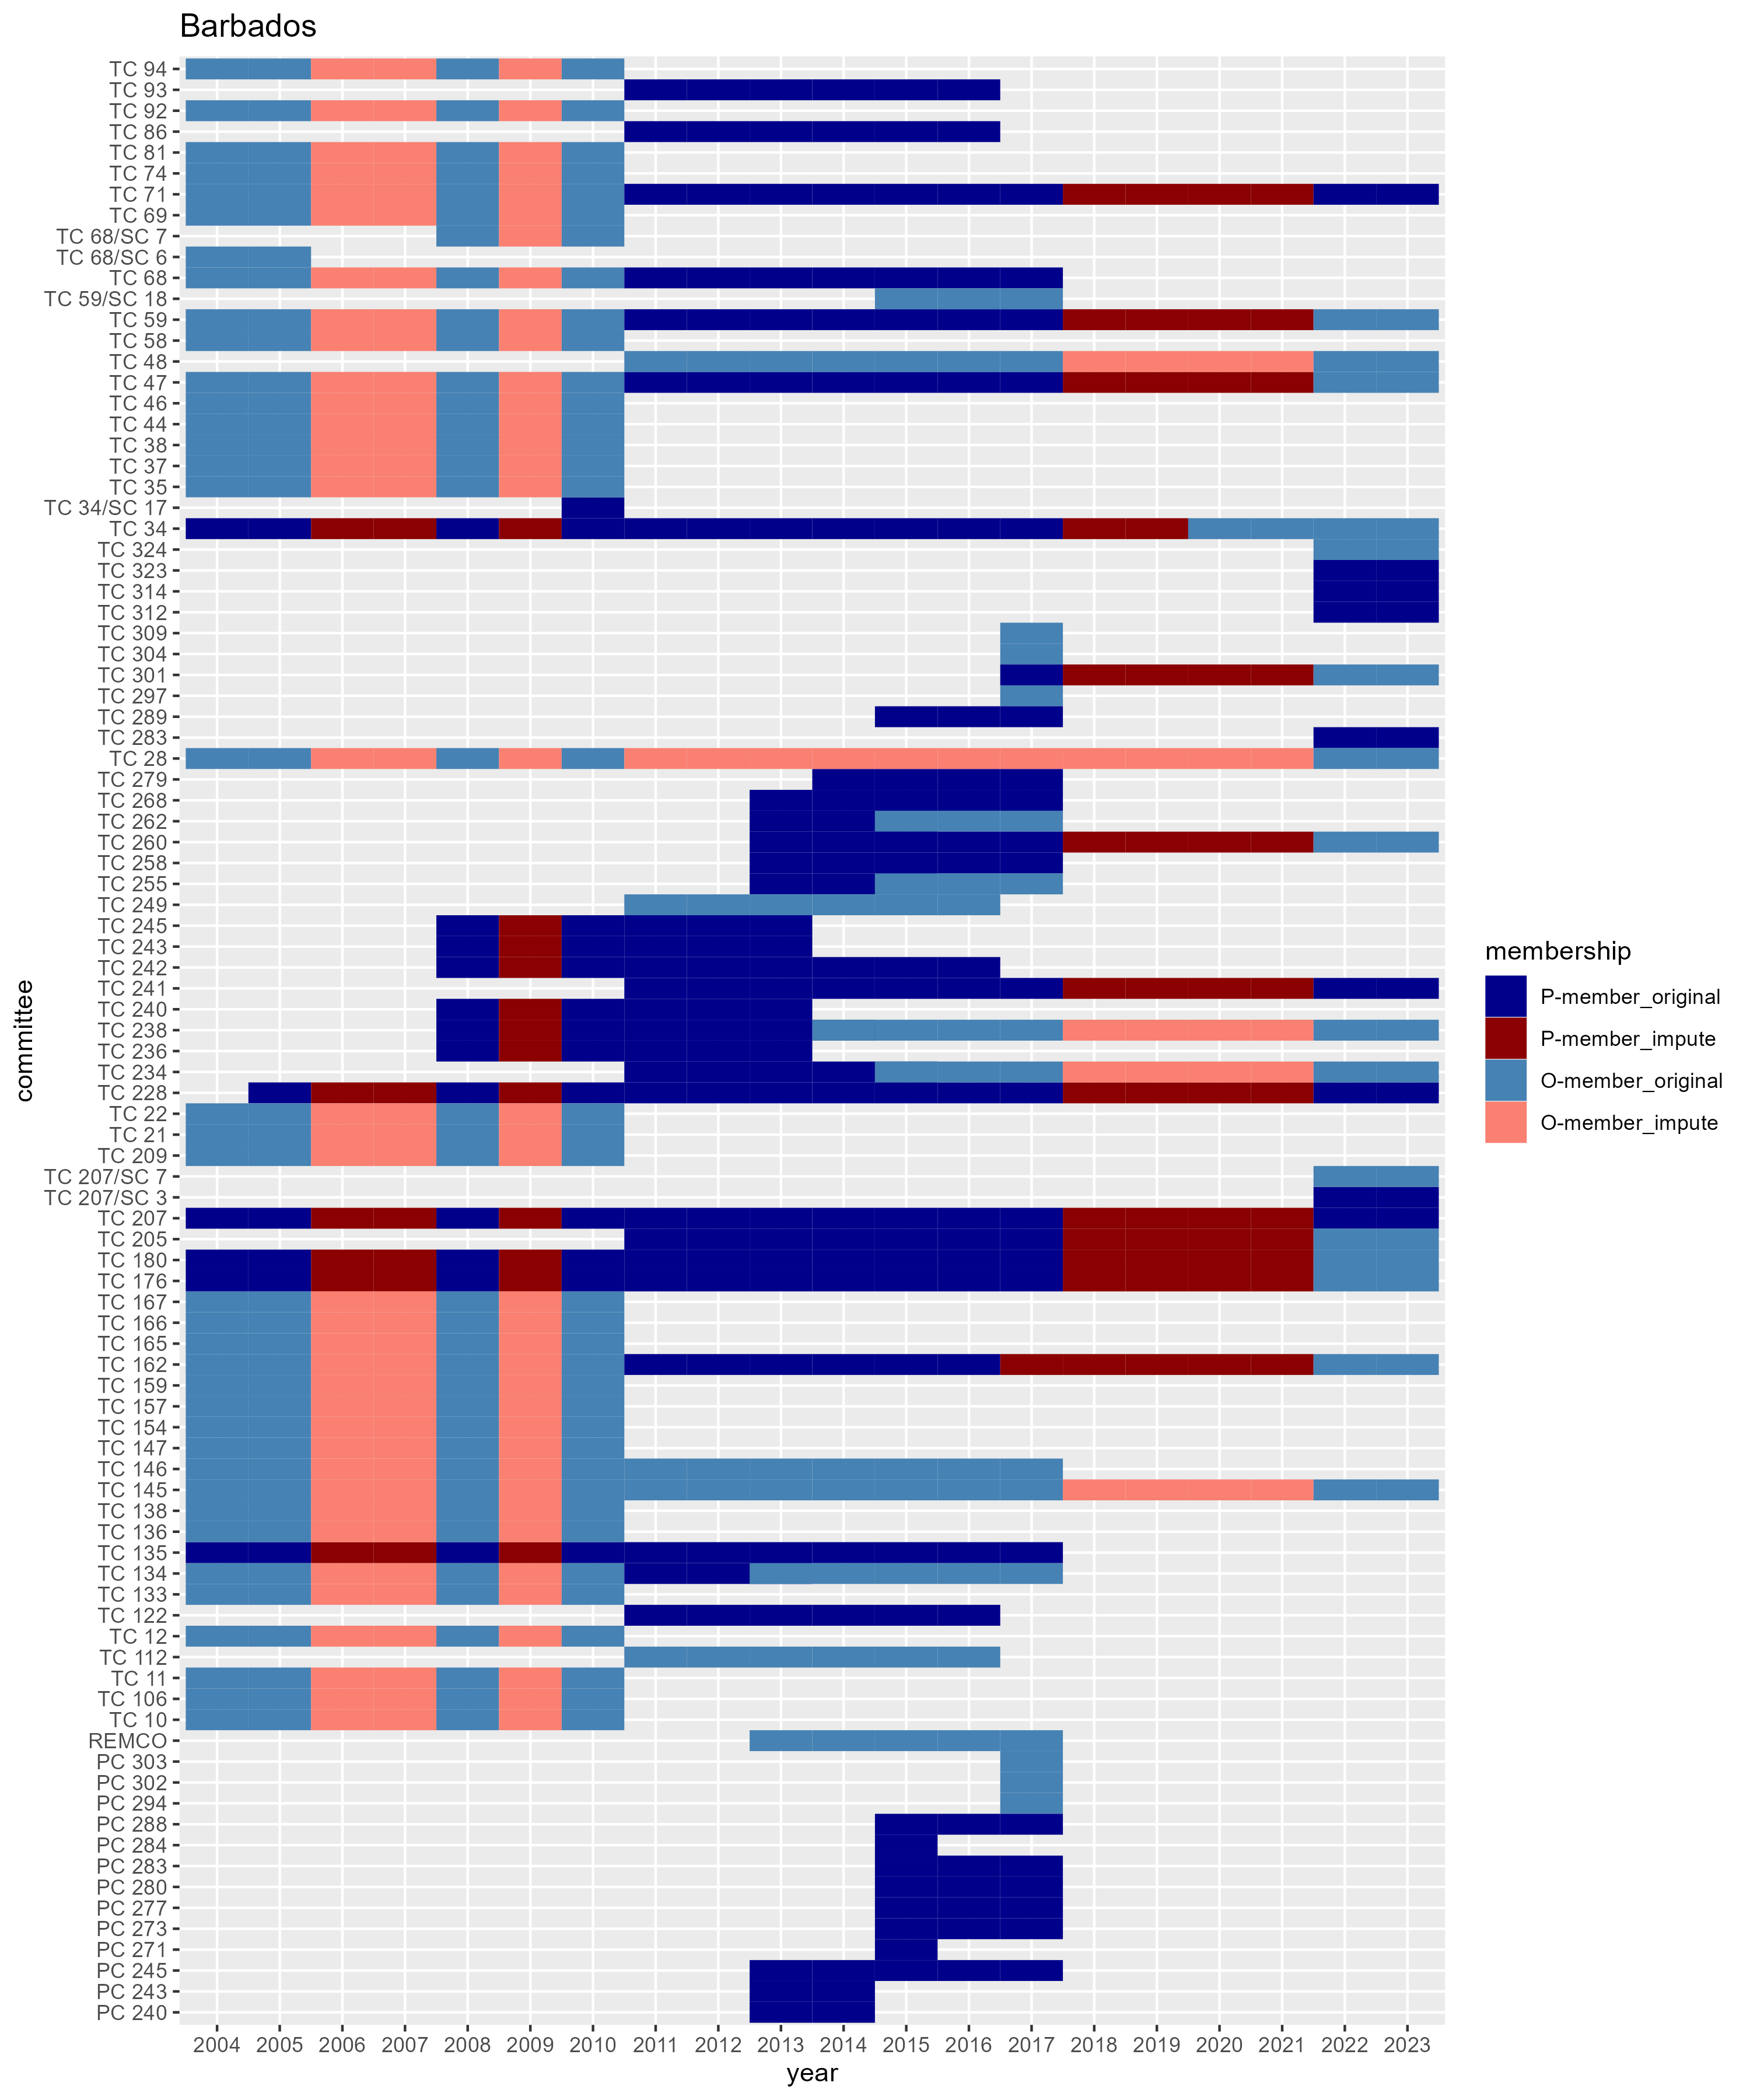 Barbados
TC 94
TC 93
TC 92
TC 86
TC 81
TC 74
TC 71
TC 69
TC 68/SC 7
TC 68/SC 6
TC 68
TC 59/SC 18
TC 59
TC 58
TC 48
TC 47
TC 46
TC 44
TC 38
TC 37
TC 35
TC 34/SC 17
TC 34
TC 324
TC 323
TC 314
TC 312
TC 309
TC 304
TC 301
TC 297
TC 289
TC 283
TC 28
TC 279
TC 268
TC 262
TC 260
TC 258
TC 255
TC 249
TC 245
TC 243
TC 242
TC 241
TC 240
TC 238
TC 236
TC 234
TC 228
TC 22
TC 21
TC 209
TC 207/SC 7
TC 207/SC 3
TC 207
TC 205
TC 180
TC 176
TC 167
TC 166
TC 165
TC 162
TC 159
TC 157
TC 154
TC 147
TC 146
TC 145
TC 138
TC 136
TC 135
TC 134
TC 133
TC 122
TC 12
TC 112
TC 11
TC 106
TC 10
REMCO
PC 303
PC 302
PC 294
PC 288
PC 284
PC 283
PC 280
PC 277
PC 273
PC 271
PC 245
PC 243
PC 240
committee
2004 2005 2006 2007 2008 2009 2010 2011 2012 2013 2014 2015 2016 2017 2018 2019 2020 2021 2022 2023
year
membership
P-member_original
P-member_impute
O-member_original
O-member_impute